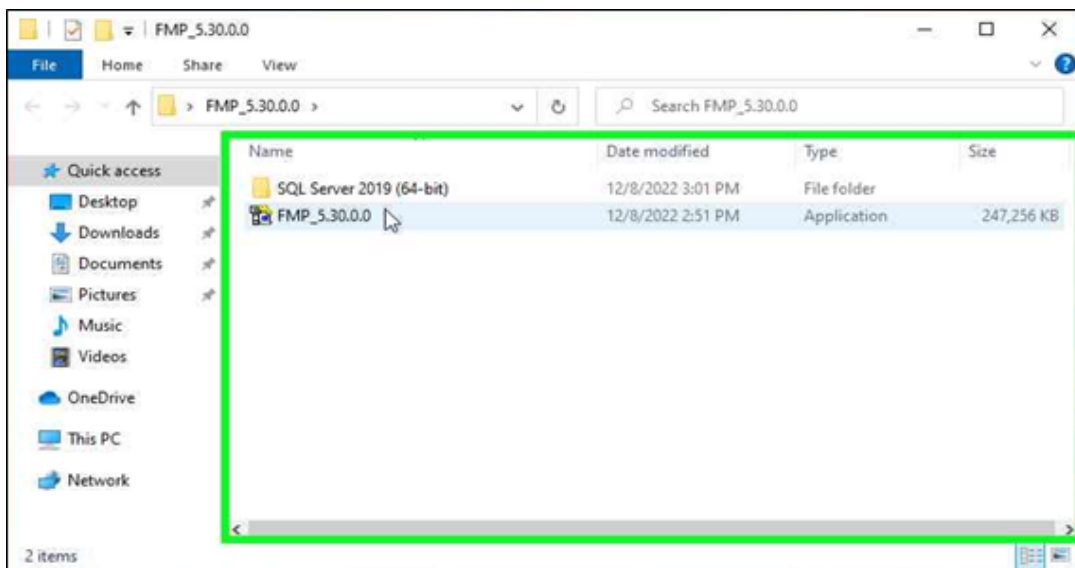 FMP_5.30.0.0
File Home Share View
FMP_5.30.0.0 Search FMP_5.30.0.0
Name Date modified Type Size
Quick access
SQL Server 2019 (64-bit) 12/8/2022 3:01 PM File folder
Desktop
FMP_5.30.0.0 12/8/2022 2:51 PM Application 247,256 KB
Downloads
Documents
Pictures
Music
Videos
OneDrive
This PC
Network
2 items